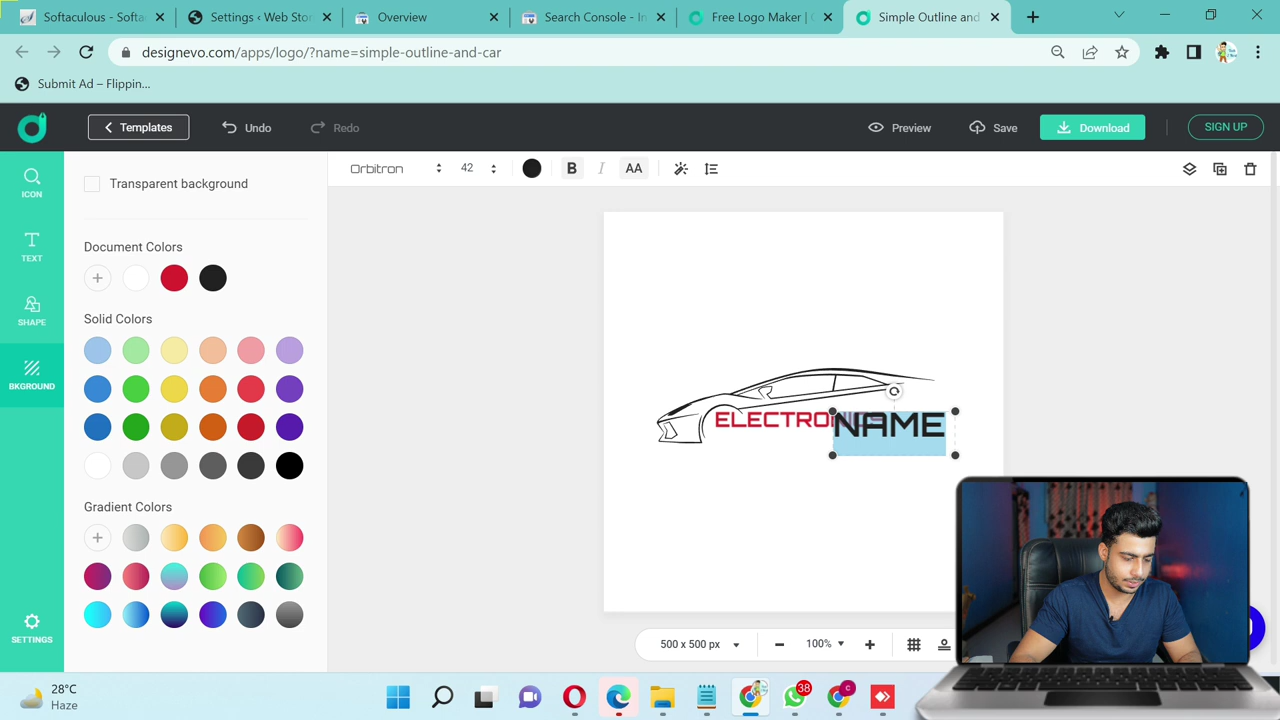 Softaculous - Softa
Settings ‹ Web Stor
Overview
Search Console - In
Free Logo Maker | C
Simple Outline and
designevo.com/apps/logo/?name=simple-outline-and-car
Submit Ad – Flippin...
Templates
Undo
Redo
Preview
Save
Download
SIGN UP
ICON
TEXT
SHAPE
BKGROUND
SETTINGS
Transparent background
Document Colors
Solid Colors
Gradient Colors
Orbitron
42
B
I
AA
NAME
500 x 500 px
100%
28°C
Haze
38
c